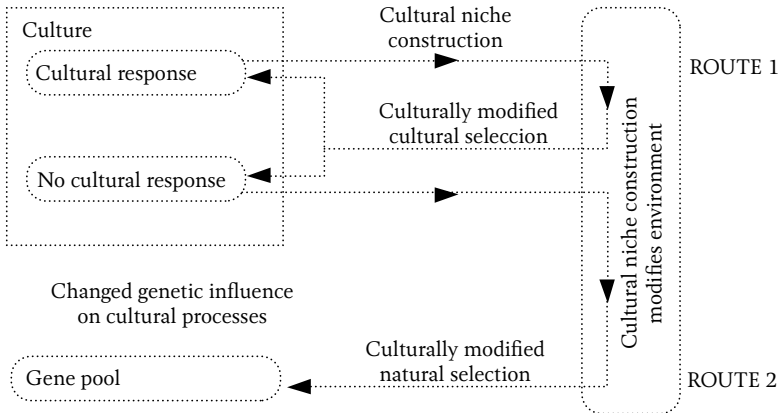 Culture
Cultural response
No cultural response
Cultural niche
construction
Culturally modified
cultural seleccion
ROUTE 1
Cultural niche construction
modifies environment
Changed genetic influence
on cultural processes
Gene pool
Culturally modified
natural selection
ROUTE 2